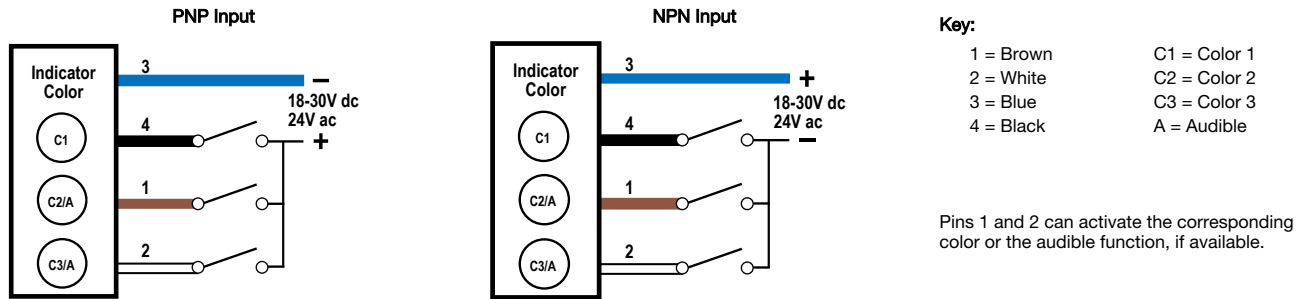 PNP Input
Indicator
Color
3
–
18-30V dc
24V ac
+
C1
4
C2/A
1
C3/A
2
NPN Input
Indicator
Color
3
+
18-30V dc
24V ac
–
C1
4
C2/A
1
C3/A
2
Key:
1 = Brown C1 = Color 1
2 = White C2 = Color 2
3 = Blue C3 = Color 3
4 = Black A = Audible
Pins 1 and 2 can activate the corresponding
color or the audible function, if available.